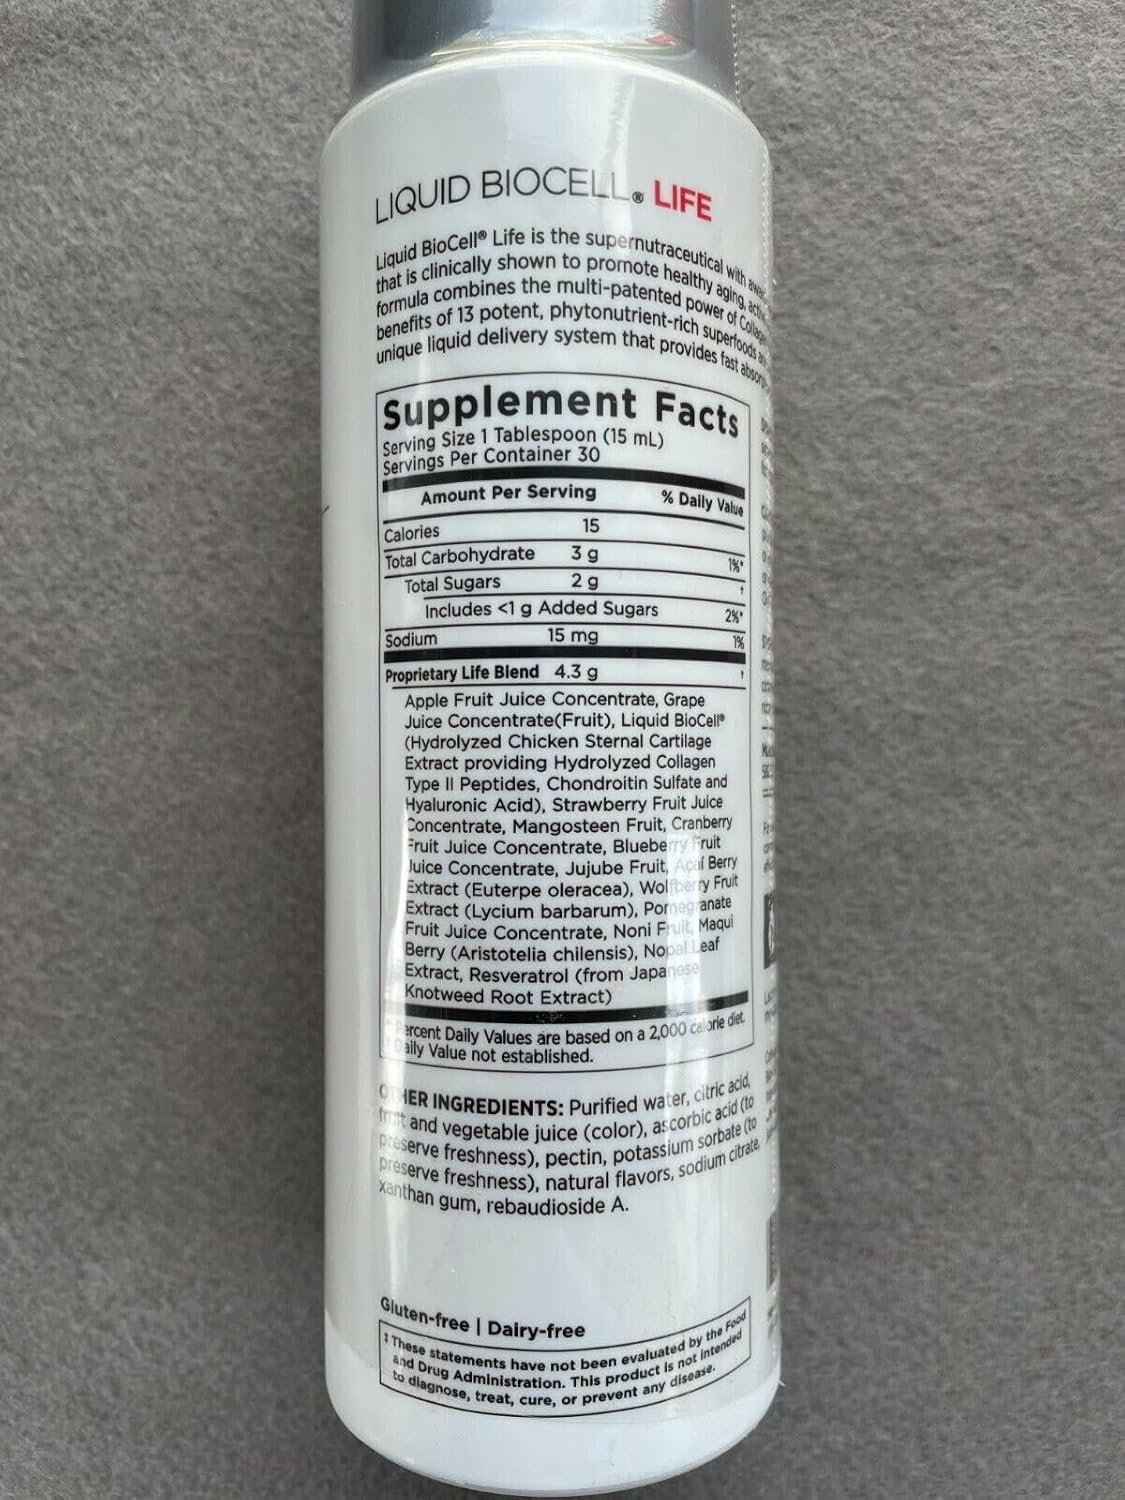 LIQUID BIOCELL® LIFE
Liquid BioCell® Life is the supernutraceutical with
that is clinically shown to promote healthy aging,
formula combines the multi-patented power of
benefits of 13 potent, phytonutrient-rich superfoods
unique liquid delivery system that provides fast
Supplement Facts
Serving Size 1 Tablespoon (15 mL)
Servings Per Container 30
Amount Per Serving % Daily Value
Calories 15
Total Carbohydrate 3 g 1%*
Total Sugars 2 g †
Includes <1 g Added Sugars 2%*
Sodium 15 mg 1%
Proprietary Life Blend 4.3 g †
Apple Fruit Juice Concentrate, Grape
Juice Concentrate(Fruit), Liquid BioCell®
(Hydrolyzed Chicken Sternal Cartilage
Extract providing Hydrolyzed Collagen
Type II Peptides, Chondroitin Sulfate and
Hyaluronic Acid), Strawberry Fruit Juice
Concentrate, Mangosteen Fruit, Cranberry
Fruit Juice Concentrate, Blueberry Fruit
Juice Concentrate, Jujube Fruit, Açaí Berry
Extract (Euterpe oleracea), Wolfberry Fruit
Extract (Lycium barbarum), Pomegranate
Fruit Juice Concentrate, Noni Fruit, Maqui
Berry (Aristotelia chilensis), Nopal Leaf
Extract, Resveratrol (from Japanese
Knotweed Root Extract)
Percent Daily Values are based on a 2,000 calorie diet.
Daily Value not established.
OTHER INGREDIENTS: Purified water, citric acid,
fruit and vegetable juice (color), ascorbic acid (to
preserve freshness), pectin, potassium sorbate (to
preserve freshness), natural flavors, sodium citrate,
xanthan gum, rebaudioside A.
Gluten-free | Dairy-free
‡ These statements have not been evaluated by the Food
and Drug Administration. This product is not intended
to diagnose, treat, cure, or prevent any disease.